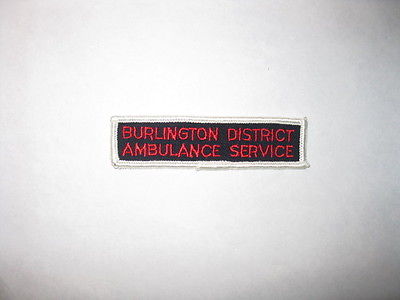 BURLINGTON DISTRICT
AMBULANCE SERVICE